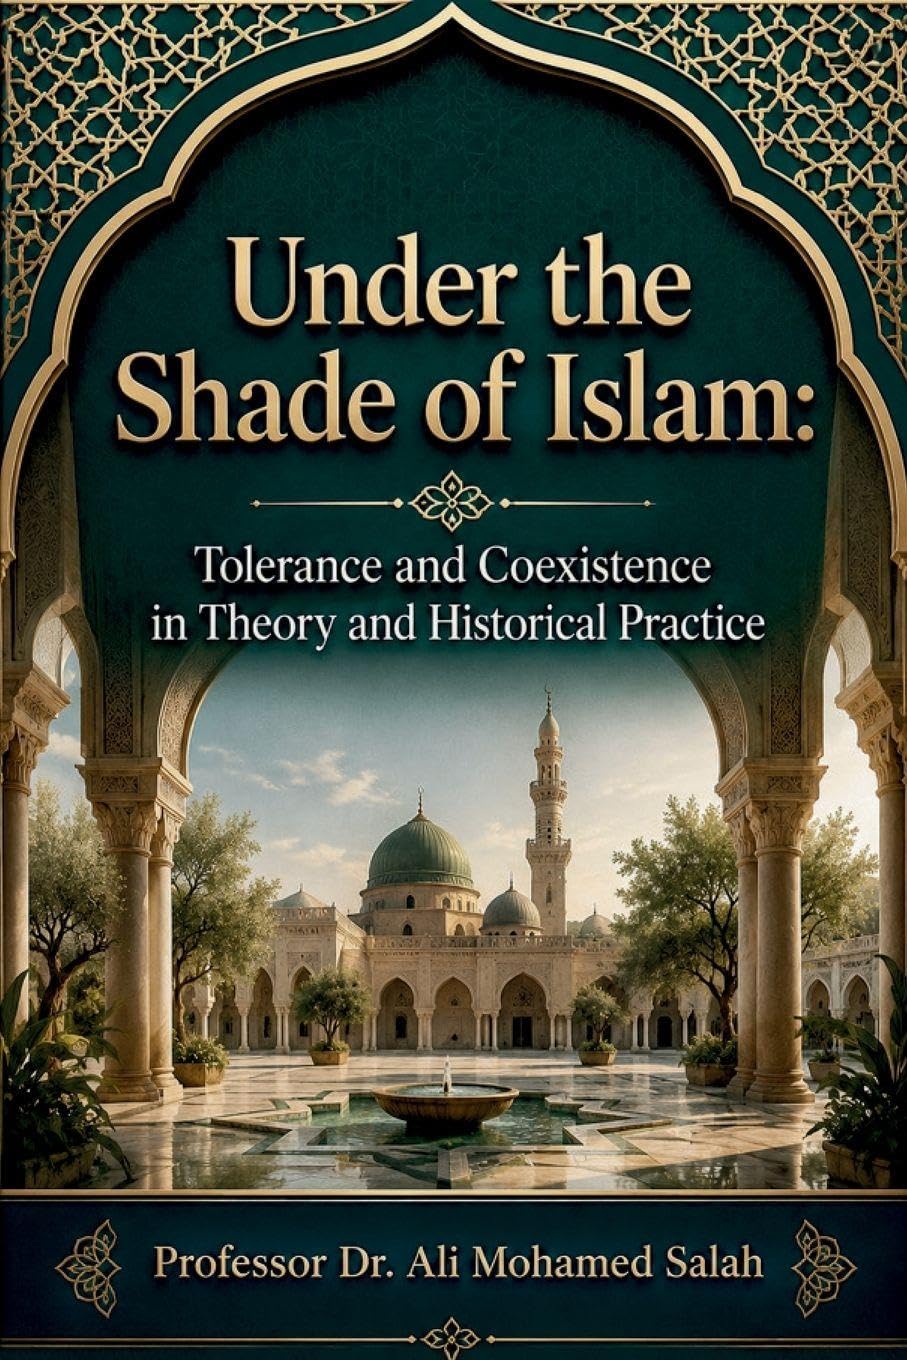 Under the
Shade of Islam:
Tolerance and Coexistence
in Theory and Historical Practice
Professor Dr. Ali Mohamed Salah